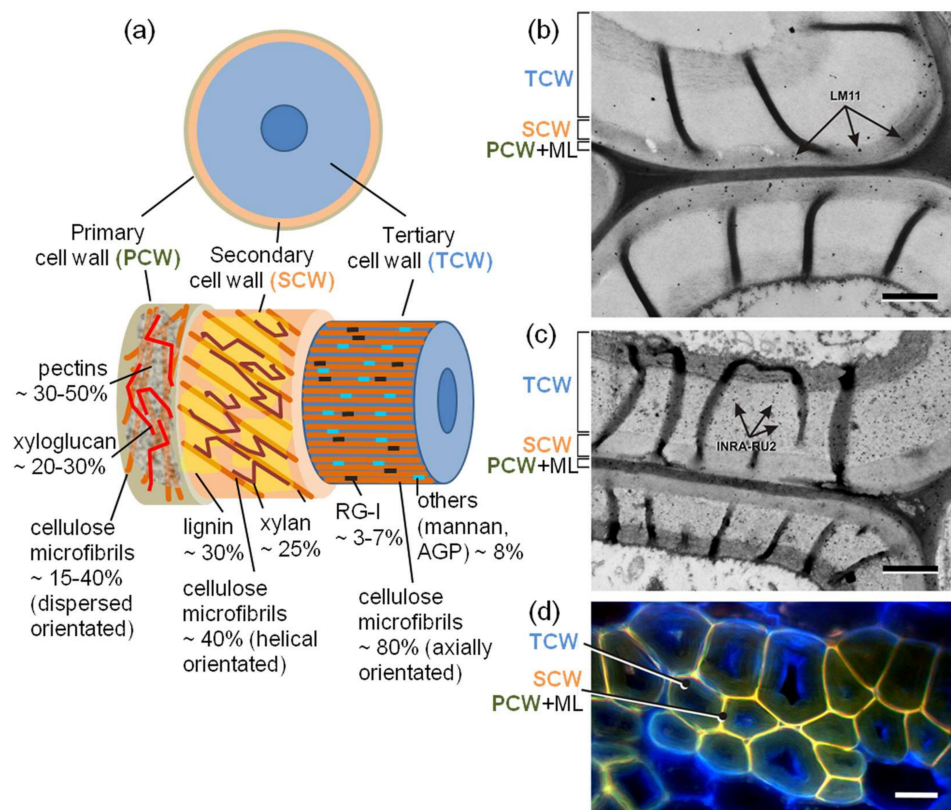 (a)
Primary
cell wall (PCW)
Secondary
cell wall (SCW)
Tertiary
cell wall (TCW)
pectins
~ 30-50%
xyloglucan
~ 20-30%
cellulose
microfibrils
~ 15-40%
(dispersed
orientated)
lignin
~ 30%
xylan
~ 25%
cellulose
microfibrils
~ 40% (helical
orientated)
RG-I
~ 3-7%
others
(mannan,
AGP) ~ 8%
cellulose
microfibrils
~ 80% (axially
orientated)
(b)
TCW
SCW
PCW+ML
LM11
(c)
TCW
SCW
PCW+ML
INRA-RU2
(d)
TCW
SCW
PCW+ML